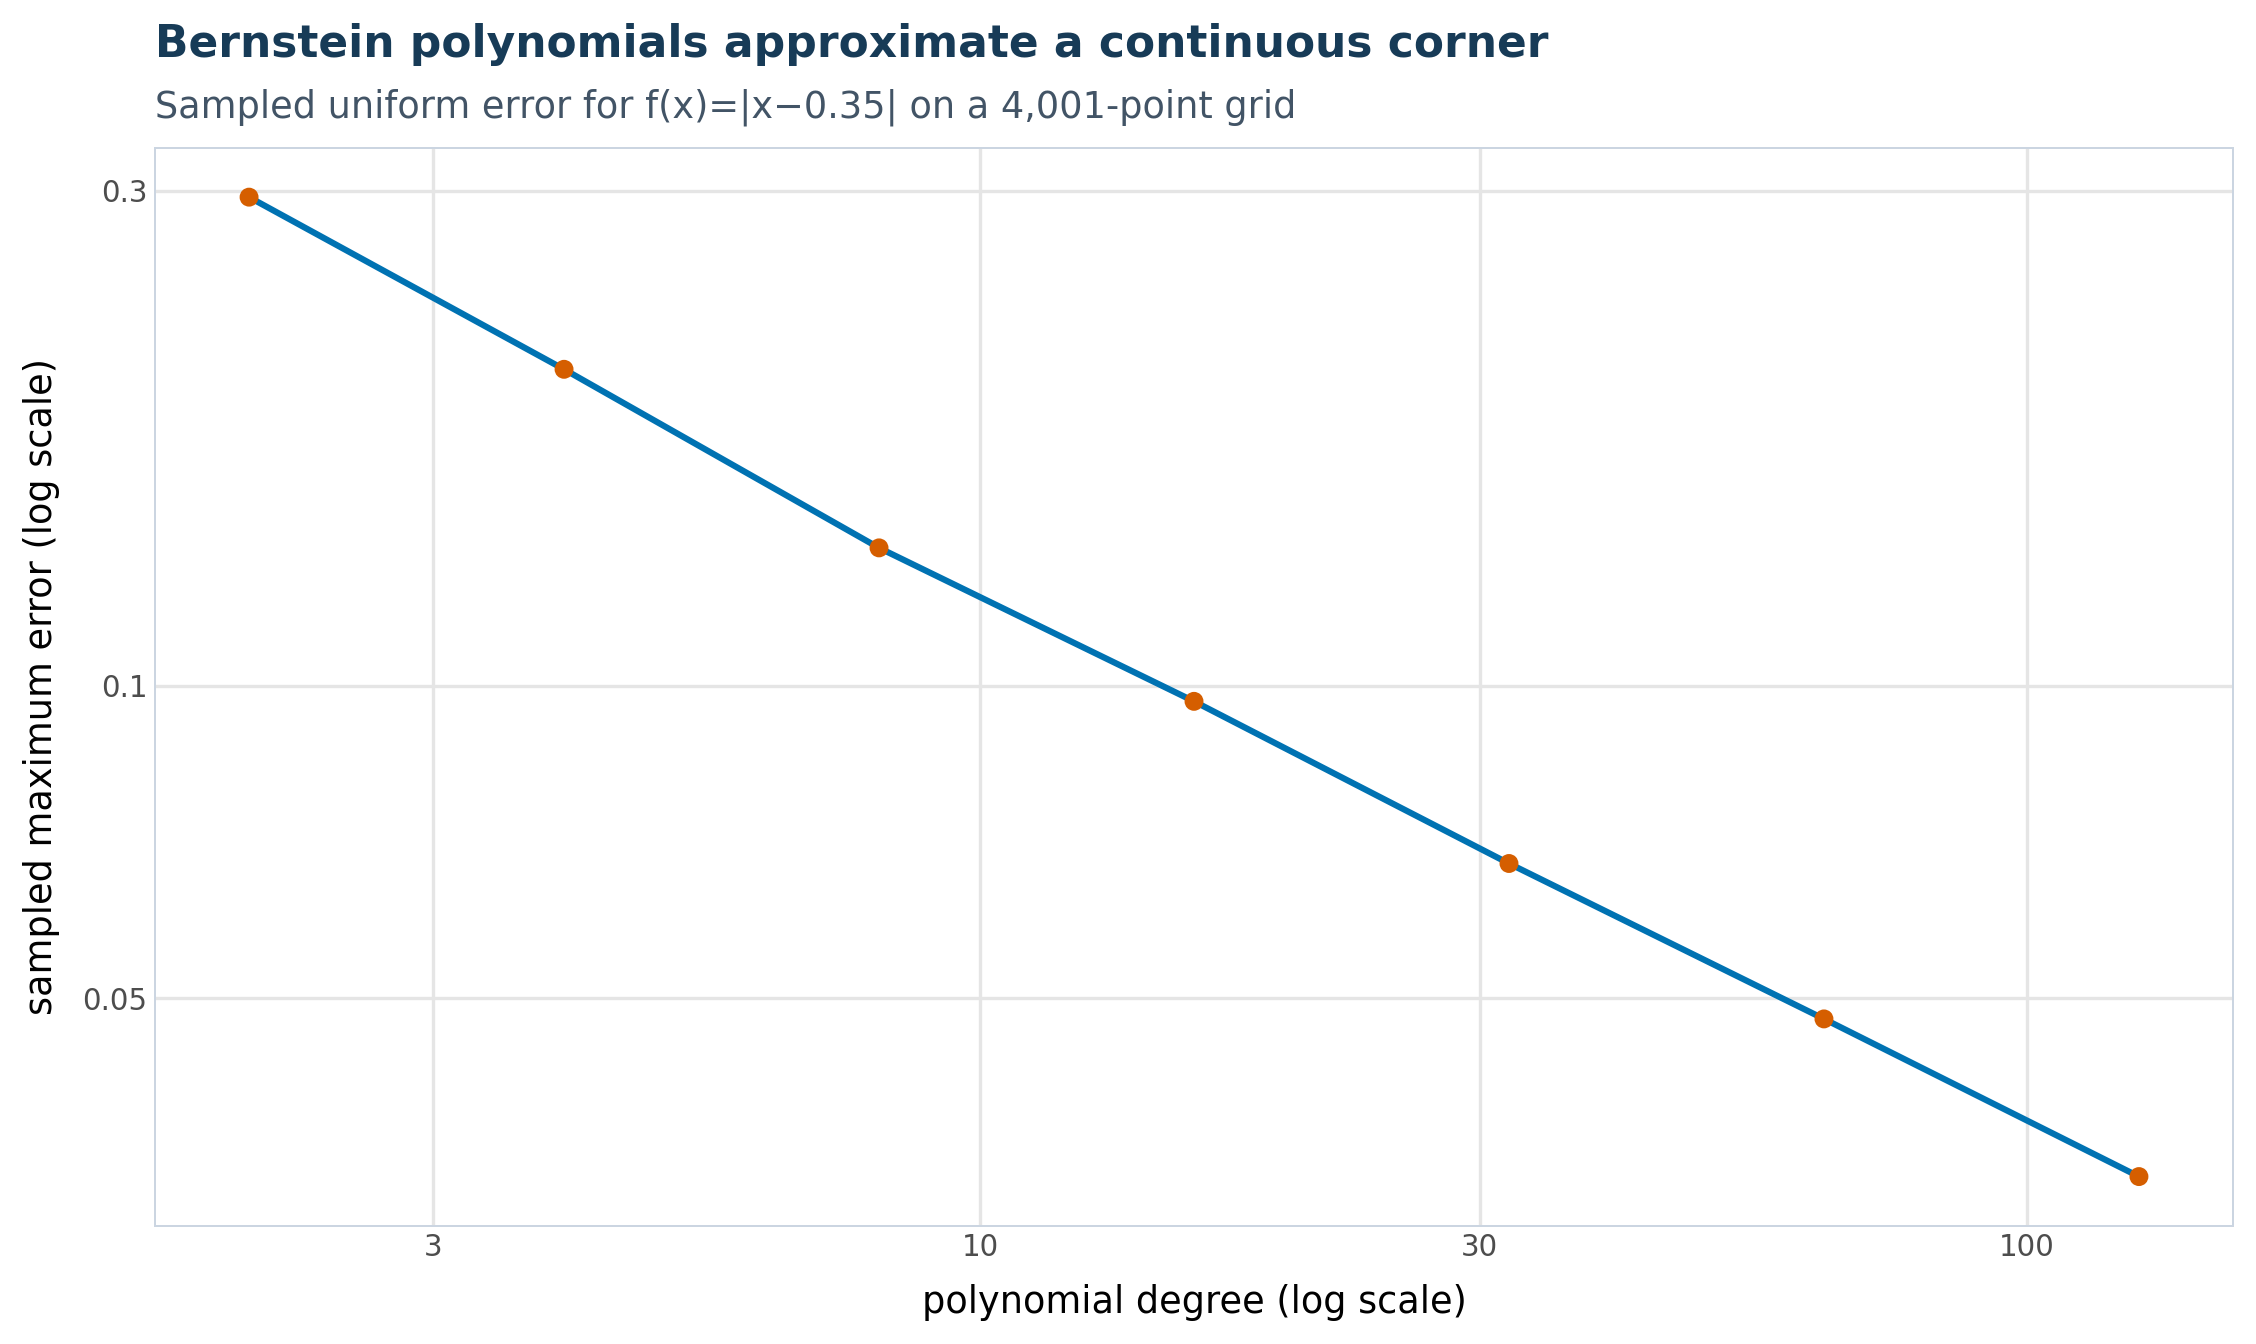 Bernstein polynomials approximate a continuous corner
Sampled uniform error for f(x)=|x−0.35| on a 4,001-point grid
sampled maximum error (log scale)
0.3
0.1
0.05
3
10
30
100
polynomial degree (log scale)